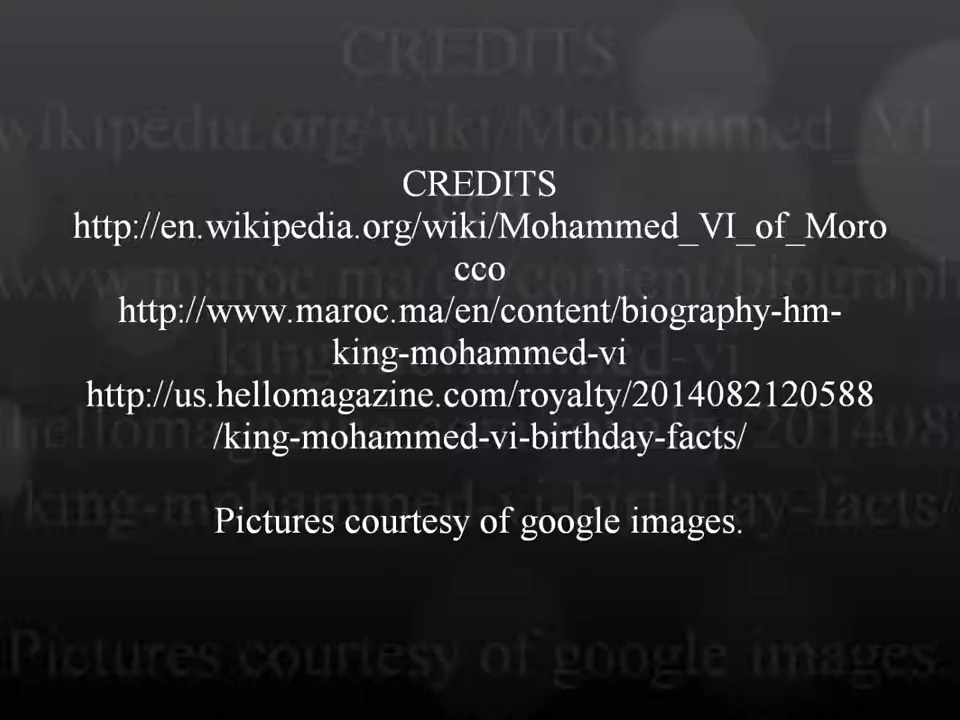 CREDITS
http://en.wikipedia.org/wiki/Mohammed_VI_of_Moro
cco
http://www.maroc.ma/en/content/biography-hm-
king-mohammed-vi
http://us.hellomagazine.com/royalty/2014082120588
/king-mohammed-vi-birthday-facts/
Pictures courtesy of google images.